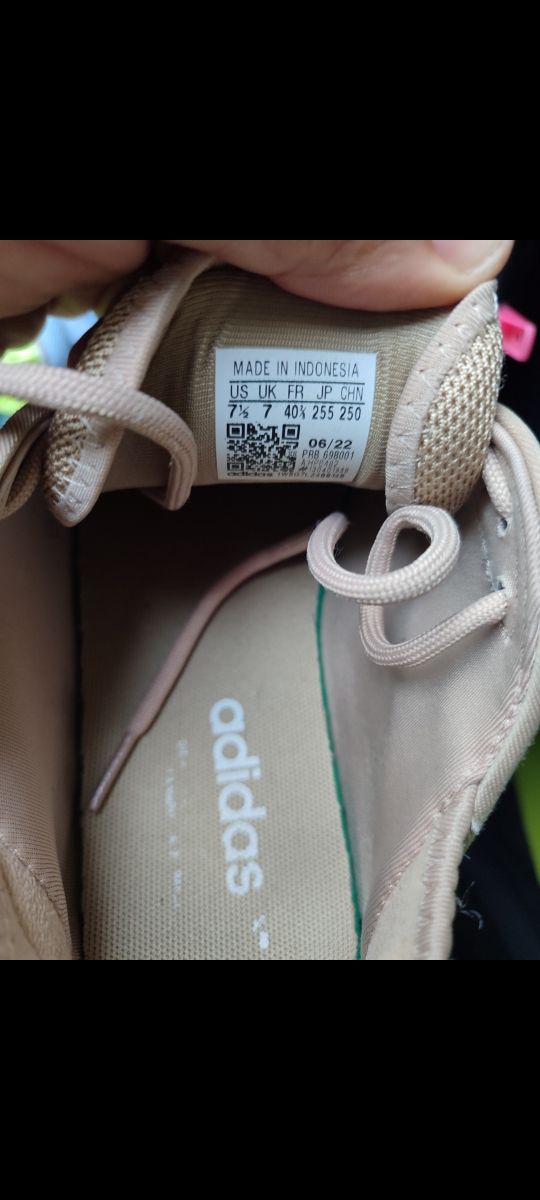 MADE IN INDONESIA
US UK FR JP CHN
7½ 7 40⅔ 255 250
06/22
PRB 698001
adidas
adidas